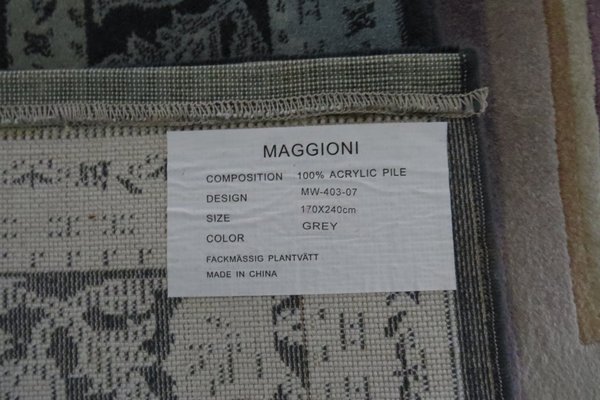 MAGGIONI
COMPOSITION 100% ACRYLIC PILE
DESIGN MW-403-07
SIZE 170X240cm
COLOR GREY
FACKMÄSSIG PLANTVÄTT
MADE IN CHINA